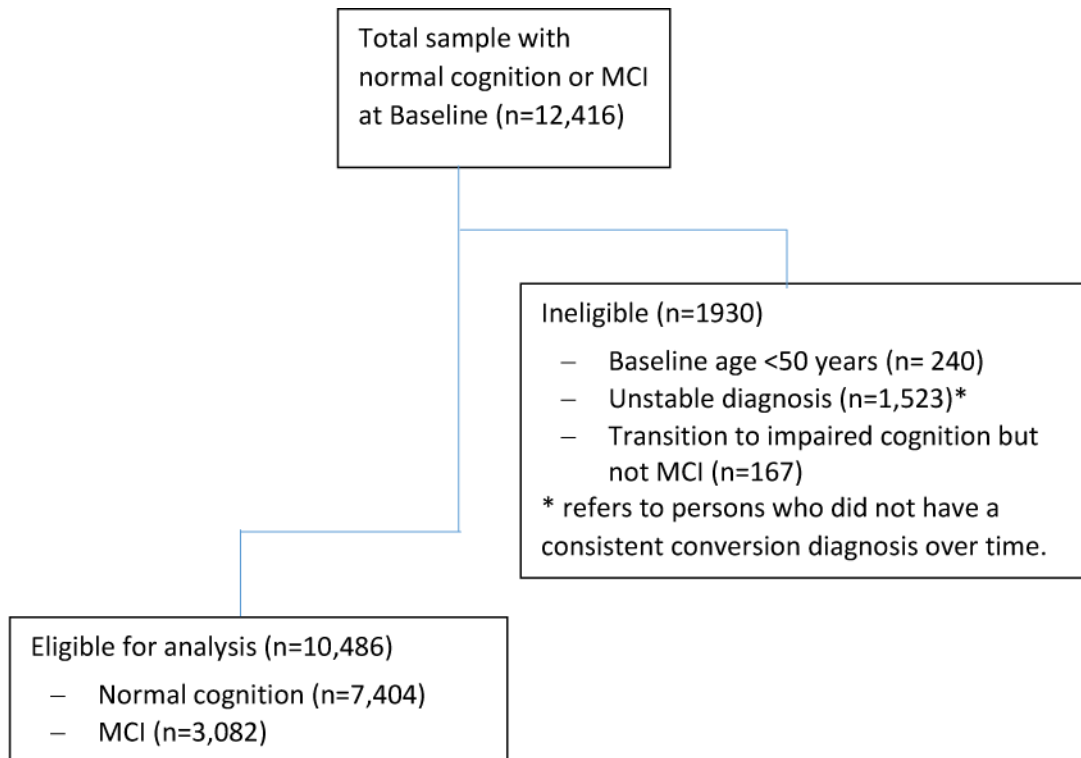 Total sample with
normal cognition or MCI
at Baseline (n=12,416)
Ineligible (n=1930)
– Baseline age <50 years (n= 240)
– Unstable diagnosis (n=1,523)*
– Transition to impaired cognition but
not MCI (n=167)
* refers to persons who did not have a
consistent conversion diagnosis over time.
Eligible for analysis (n=10,486)
– Normal cognition (n=7,404)
– MCI (n=3,082)